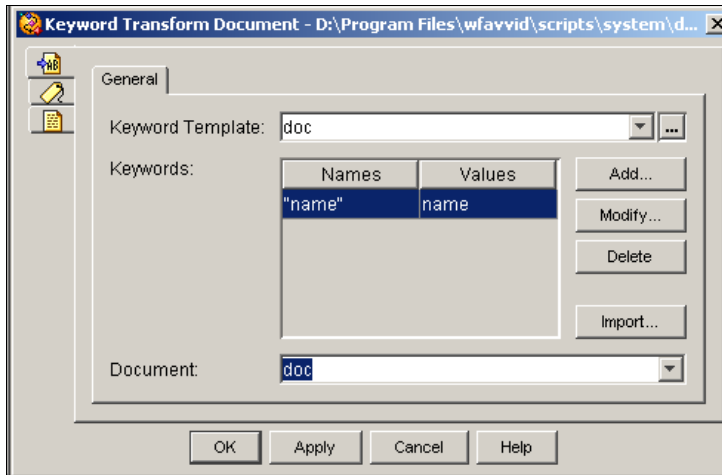 Keyword Transform Document - D:\Program Files\wfavvid\scripts\system\d...
General
Keyword Template: doc ...
Keywords:
Names Values
"name" name
Add...
Modify...
Delete
Import...
Document: doc
OK Apply Cancel Help